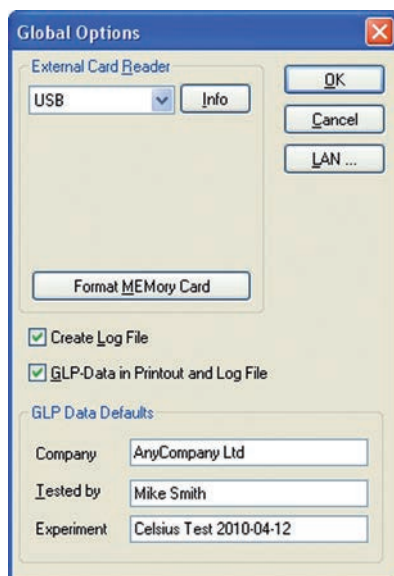 Global Options
External Card Reader
USB
Info
OK
Cancel
LAN ...
Format MEMory Card
Create Log File
GLP-Data in Printout and Log File
GLP Data Defaults
Company AnyCompany Ltd
Tested by Mike Smith
Experiment Celsius Test 2010-04-12